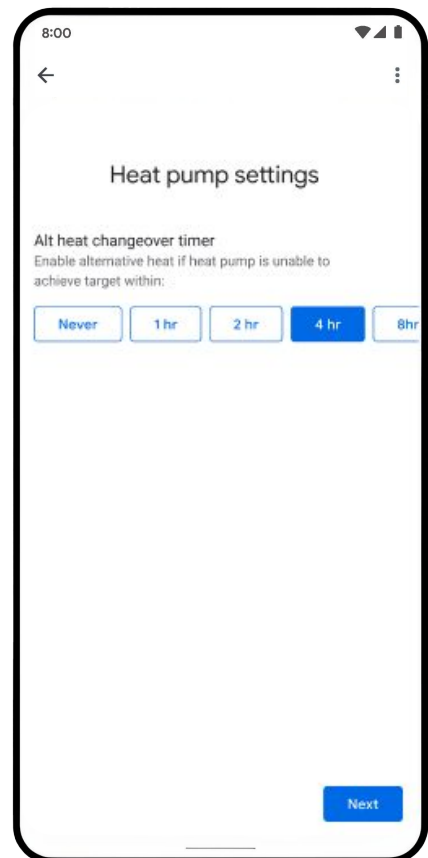 8:00
Heat pump settings
Alt heat changeover timer
Enable alternative heat if heat pump is unable to
achieve target within:
Never 1 hr 2 hr 4 hr 8hr
Next